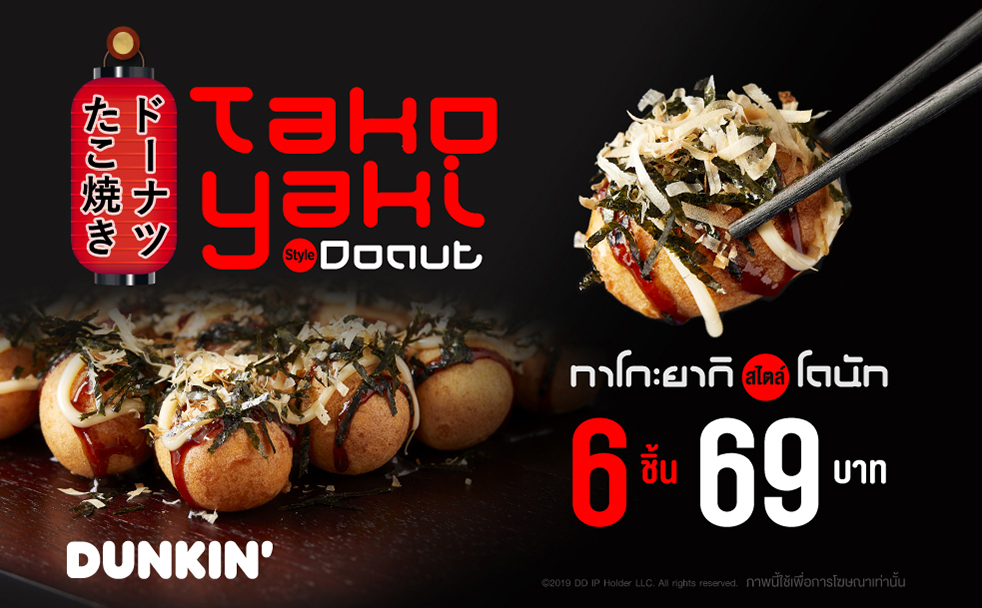 ドーナツ
たこ焼き
Tako
yaki
Style Donut
ทาโกะยากิ สไตล์ โดนัท
6 ชิ้น 69 บาท
DUNKIN'
©2019 DD IP Holder LLC. All rights reserved. ภาพนี้ใช้เพื่อการโฆษณาเท่านั้น